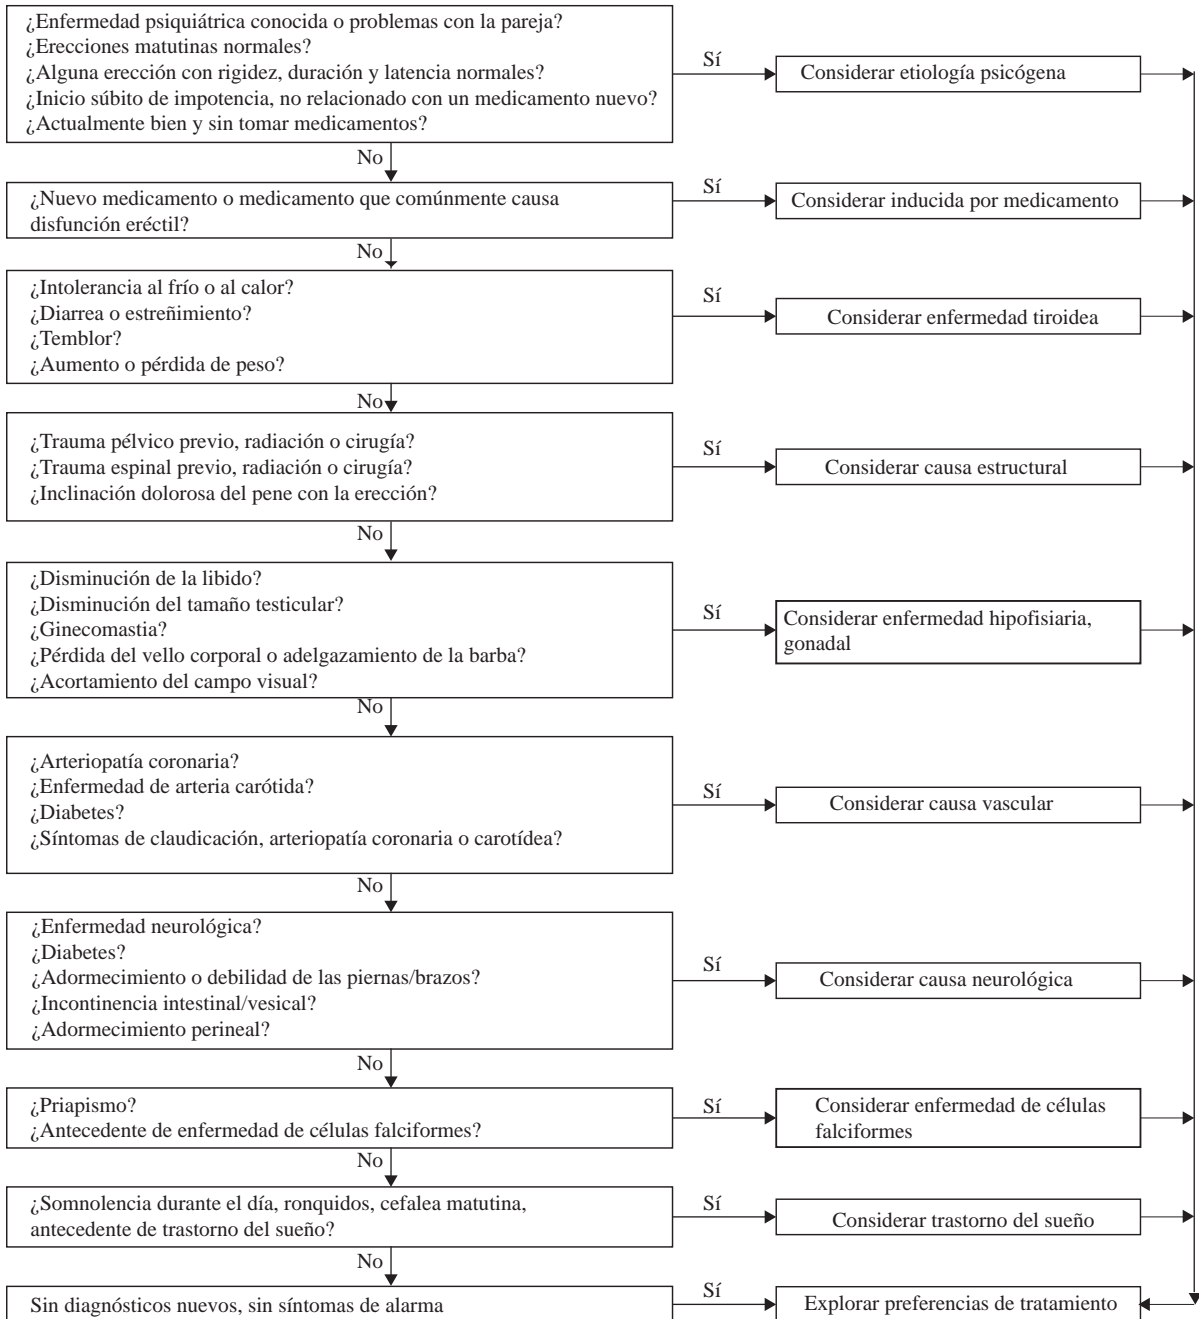 ¿Enfermedad psiquiátrica conocida o problemas con la pareja?
¿Erecciones matutinas normales?
¿Alguna erección con rigidez, duración y latencia normales?
¿Inicio súbito de impotencia, no relacionado con un medicamento nuevo?
¿Actualmente bien y sin tomar medicamentos?
Sí
Considerar etiología psicógena
No
¿Nuevo medicamento o medicamento que comúnmente causa
disfunción eréctil?
Sí
Considerar inducida por medicamento
No
¿Intolerancia al frío o al calor?
¿Diarrea o estreñimiento?
¿Temblor?
¿Aumento o pérdida de peso?
Sí
Considerar enfermedad tiroidea
No
¿Trauma pélvico previo, radiación o cirugía?
¿Trauma espinal previo, radiación o cirugía?
¿Inclinación dolorosa del pene con la erección?
Sí
Considerar causa estructural
No
¿Disminución de la libido?
¿Disminución del tamaño testicular?
¿Ginecomastia?
¿Pérdida del vello corporal o adelgazamiento de la barba?
¿Acortamiento del campo visual?
Sí
Considerar enfermedad hipofisiaria,
gonadal
No
¿Arteriopatía coronaria?
¿Enfermedad de arteria carótida?
¿Diabetes?
¿Síntomas de claudicación, arteriopatía coronaria o carotídea?
Sí
Considerar causa vascular
No
¿Enfermedad neurológica?
¿Diabetes?
¿Adormecimiento o debilidad de las piernas/brazos?
¿Incontinencia intestinal/vesical?
¿Adormecimiento perineal?
Sí
Considerar causa neurológica
No
¿Priapismo?
¿Antecedente de enfermedad de células falciformes?
Sí
Considerar enfermedad de células
falciformes
No
¿Somnolencia durante el día, ronquidos, cefalea matutina,
antecedente de trastorno del sueño?
Sí
Considerar trastorno del sueño
No
Sin diagnósticos nuevos, sin síntomas de alarma
Sí
Explorar preferencias de tratamiento